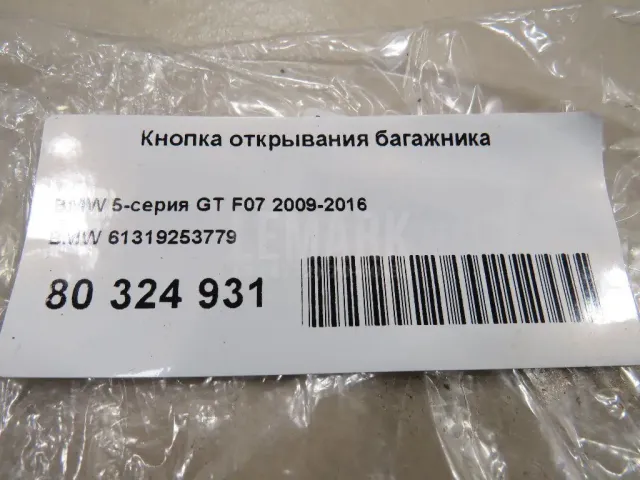 Кнопка открывания багажника
BMW 5-серия GT F07 2009-2016
BMW 61319253779
80 324 931